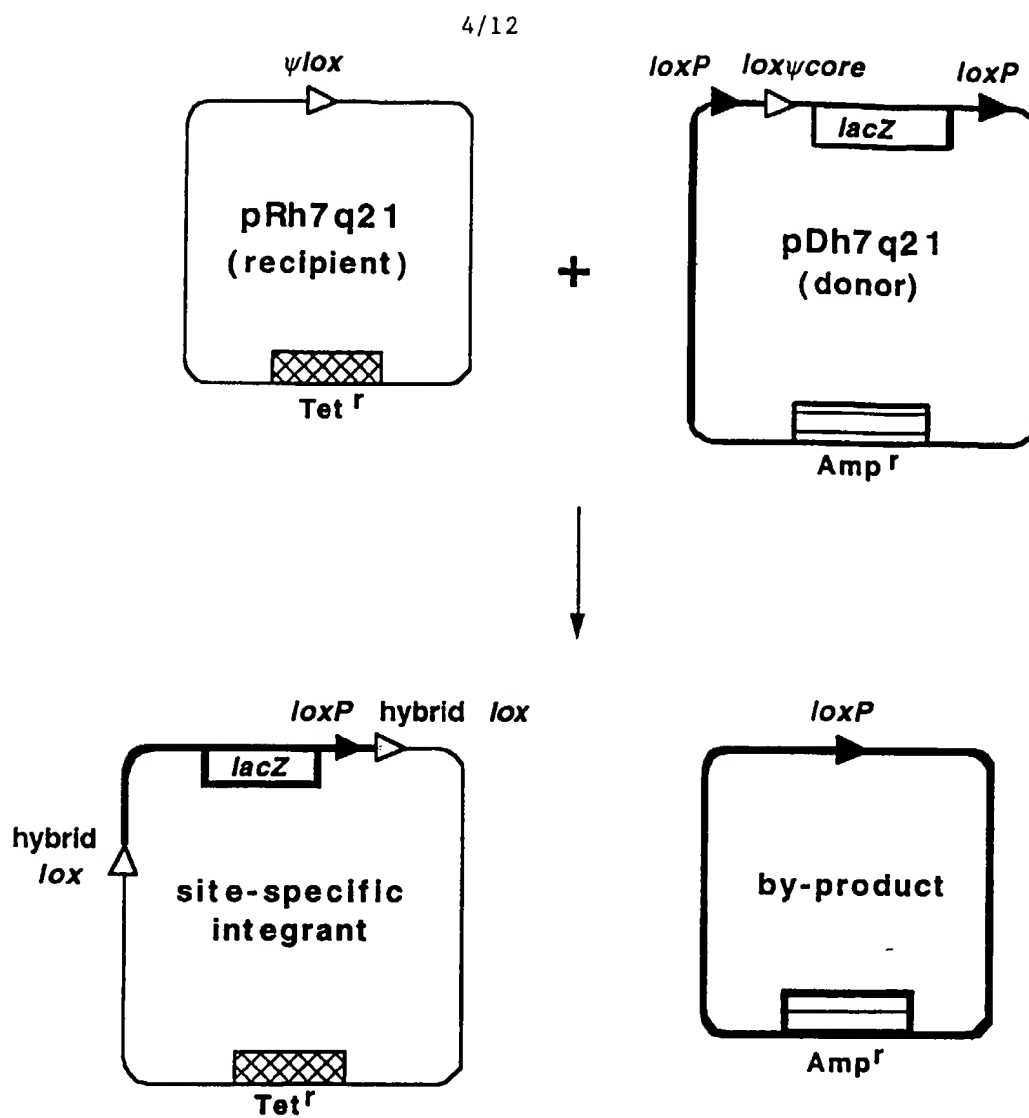 4/12
ψlox
pRh7q21
(recipient)
Tet r
+
loxP loxψcore loxP
lacZ
pDh7q21
(donor)
Amp r
loxP hybrid lox
lacZ
hybrid
lox
site-specific
integrant
Tet r
loxP
by-product
Amp r